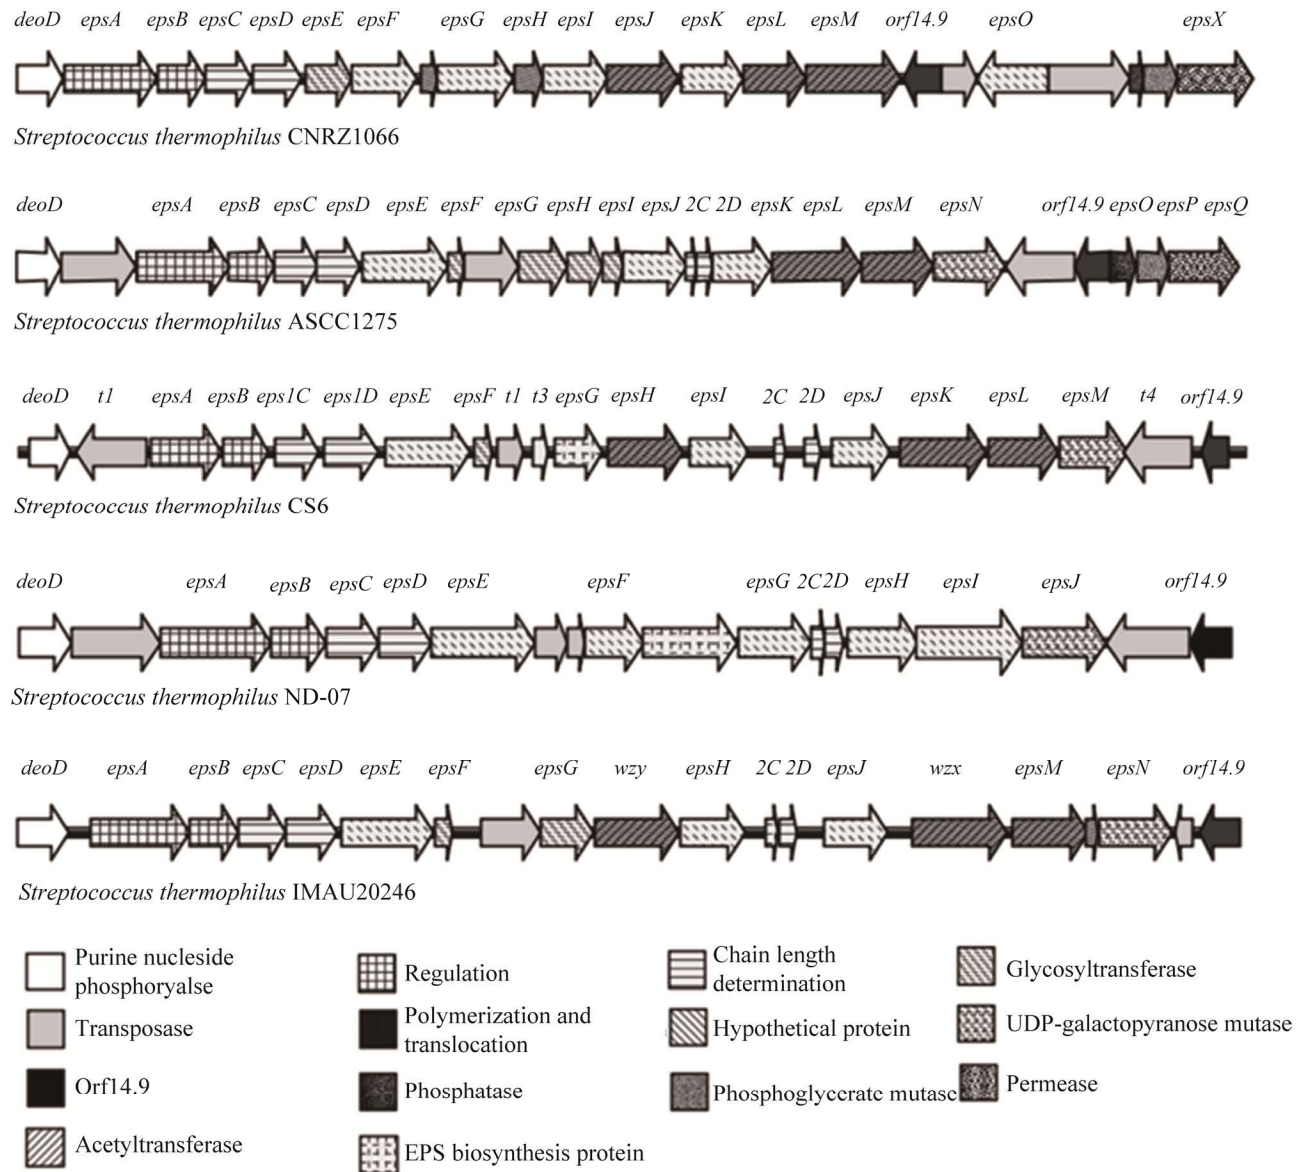 deoD epsA epsB epsC epsD epsE epsF epsG epsH epsI epsJ epsK epsL epsM orf14.9 epsO epsX
Streptococcus thermophilus CNRZ1066
deoD epsA epsB epsC epsD epsE epsF epsG epsH epsI epsJ 2C 2D epsK epsL epsM epsN orf14.9 epsO epsP epsQ
Streptococcus thermophilus ASCC1275
deoD t1 epsA epsB eps1C eps1D epsE epsF t1 t3 epsG epsH epsI 2C 2D epsJ epsK epsL epsM t4 orf14.9
Streptococcus thermophilus CS6
deoD epsA epsB epsC epsD epsE epsF epsG 2C 2D epsH epsI epsJ orf14.9
Streptococcus thermophilus ND-07
deoD epsA epsB epsC epsD epsE epsF epsG wzy epsH 2C 2D epsJ wzx epsM epsN orf14.9
Streptococcus thermophilus IMAU20246
Purine nucleside
phosphoryalse
Regulation
Chain length
determination
Glycosyltransferase
Transposase
Polymerization and
translocation
Hypothetical protein
UDP-galactopyranose mutase
Orf14.9
Phosphatase
Phosphoglycerate mutase
Permease
Acetyltransferase
EPS biosynthesis protein